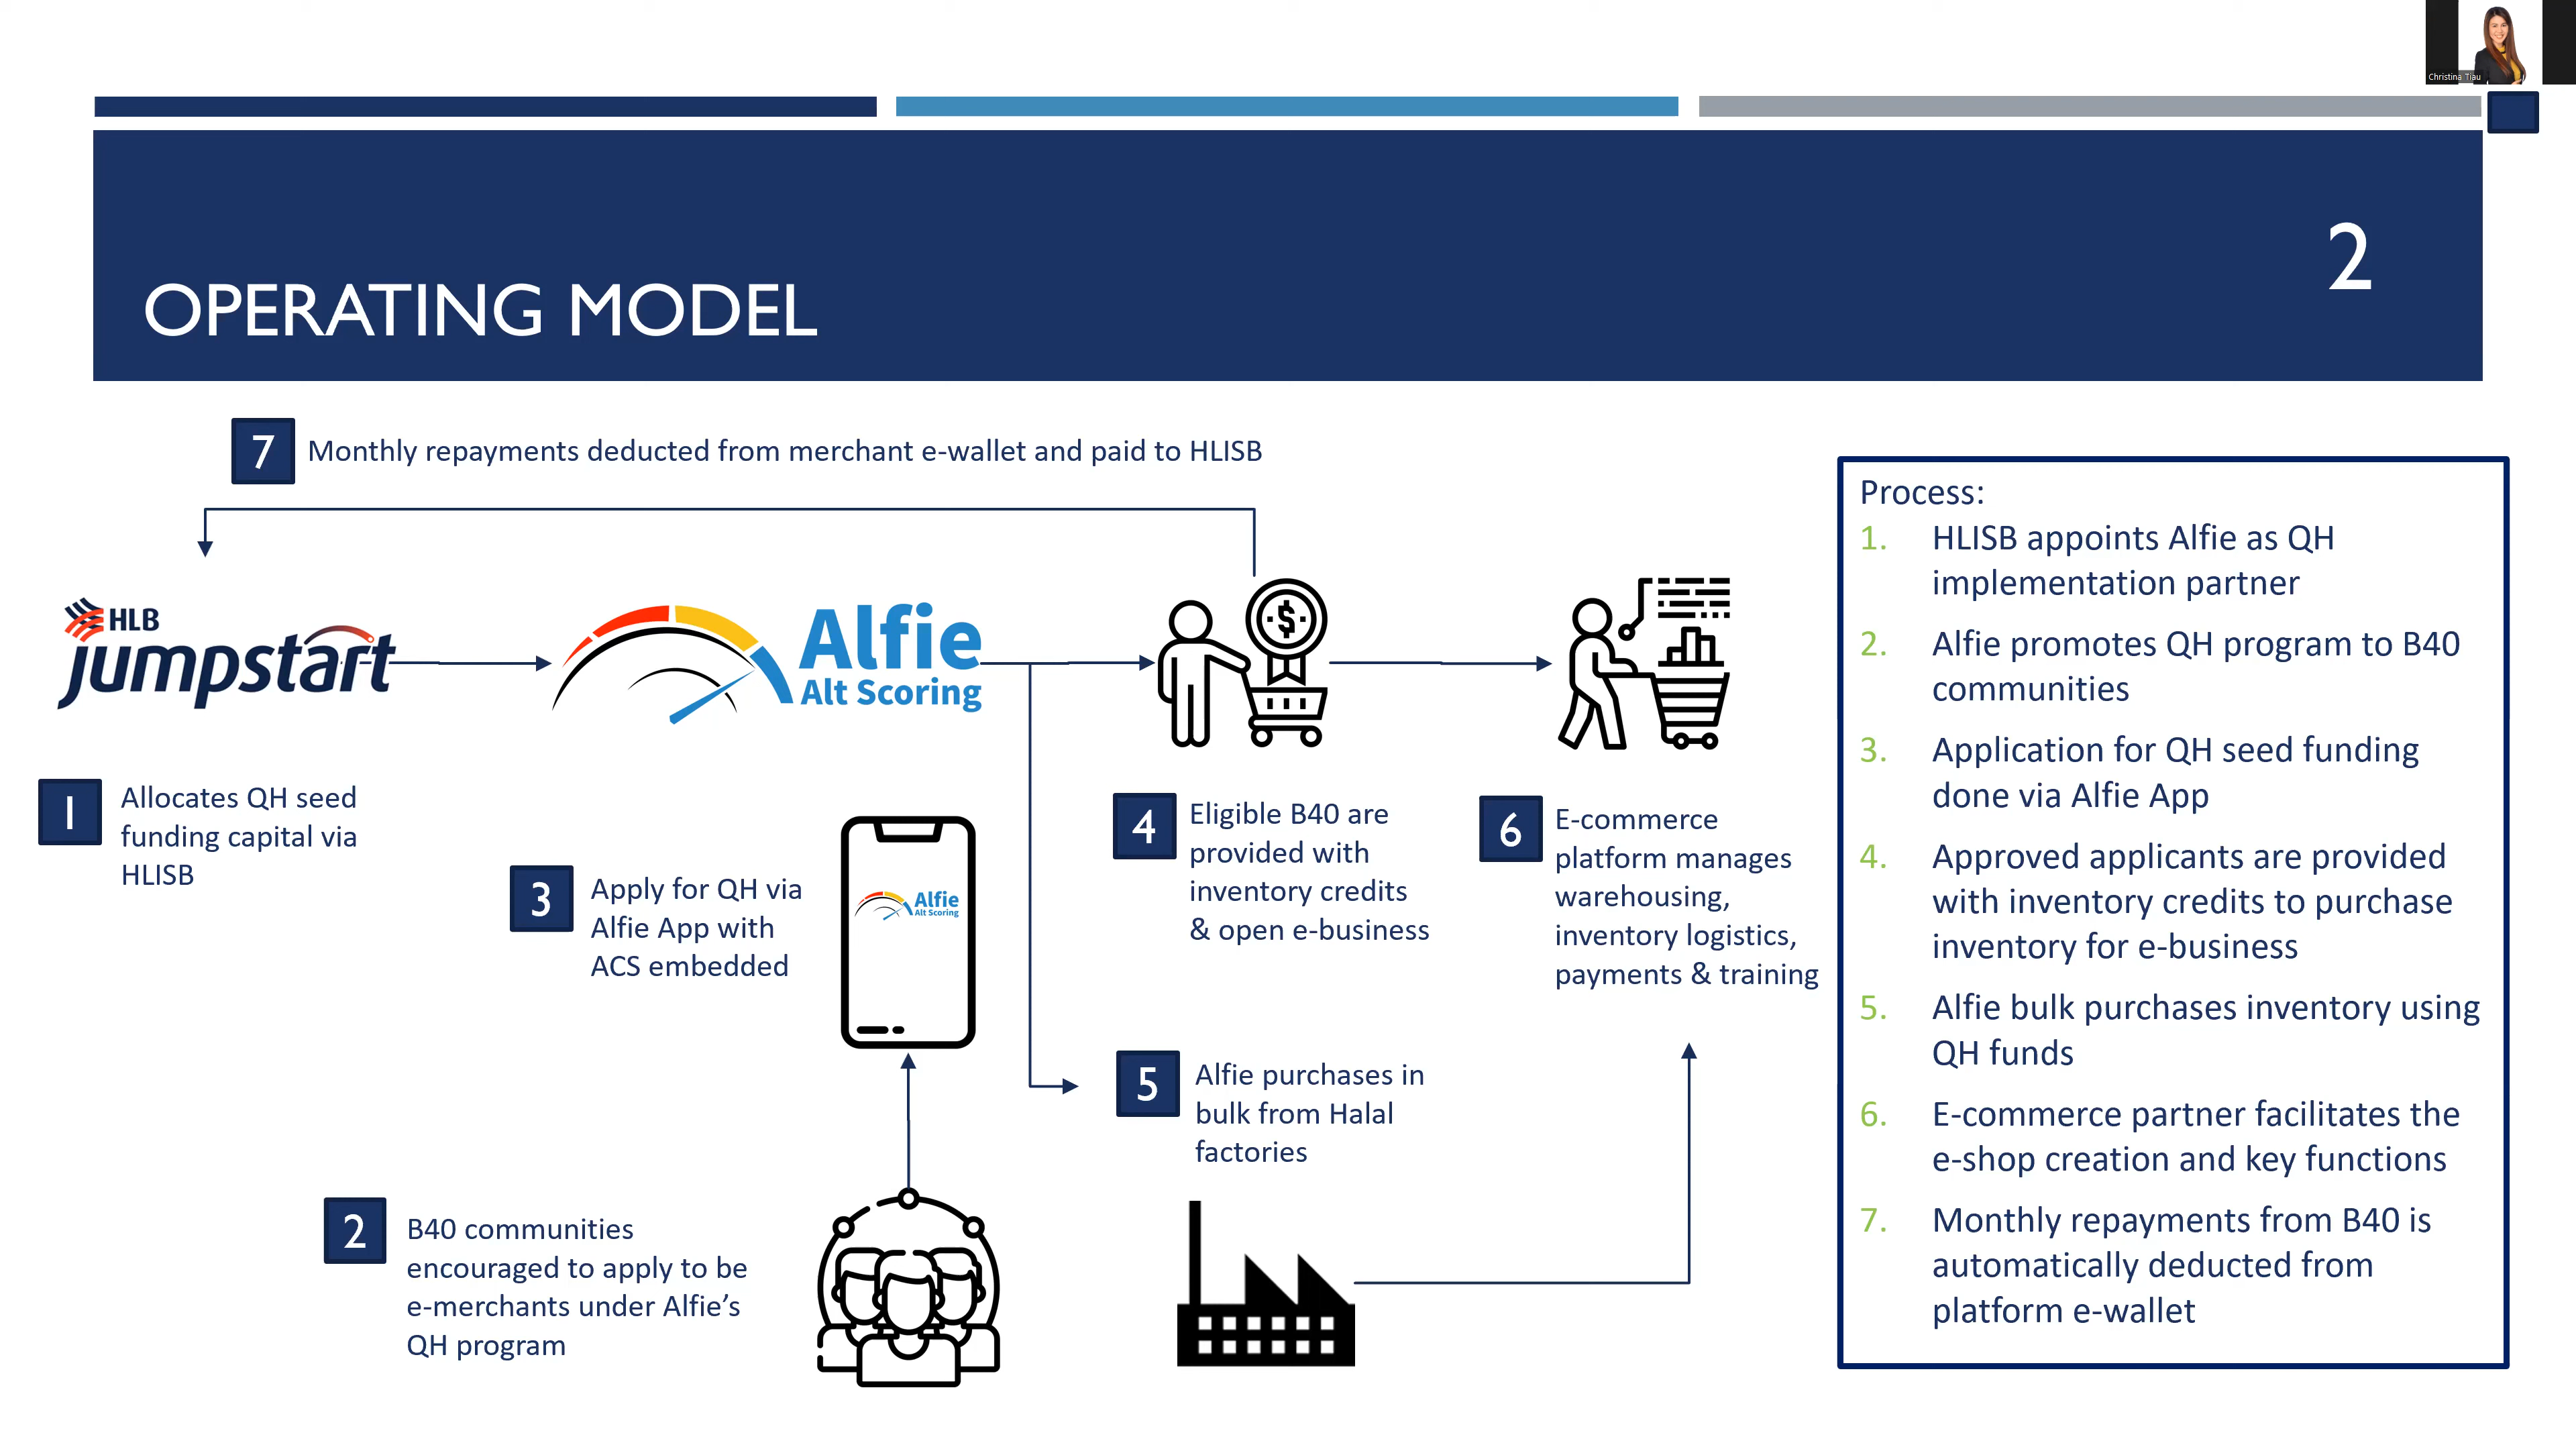 Christina Tiau
OPERATING MODEL
2
7
Monthly repayments deducted from merchant e-wallet and paid to HLISB
HLB
jumpstart
Alfie
Alt Scoring
1
Allocates QH seed
funding capital via
HLISB
3
Apply for QH via
Alfie App with
ACS embedded
Alfie
Alt Scoring
2
B40 communities
encouraged to apply to be
e-merchants under Alfie’s
QH program
4
Eligible B40 are
provided with
inventory credits
& open e-business
5
Alfie purchases in
bulk from Halal
factories
6
E-commerce
platform manages
warehousing,
inventory logistics,
payments & training
Process:
1. HLISB appoints Alfie as QH
implementation partner
2. Alfie promotes QH program to B40
communities
3. Application for QH seed funding
done via Alfie App
4. Approved applicants are provided
with inventory credits to purchase
inventory for e-business
5. Alfie bulk purchases inventory using
QH funds
6. E-commerce partner facilitates the
e-shop creation and key functions
7. Monthly repayments from B40 is
automatically deducted from
platform e-wallet